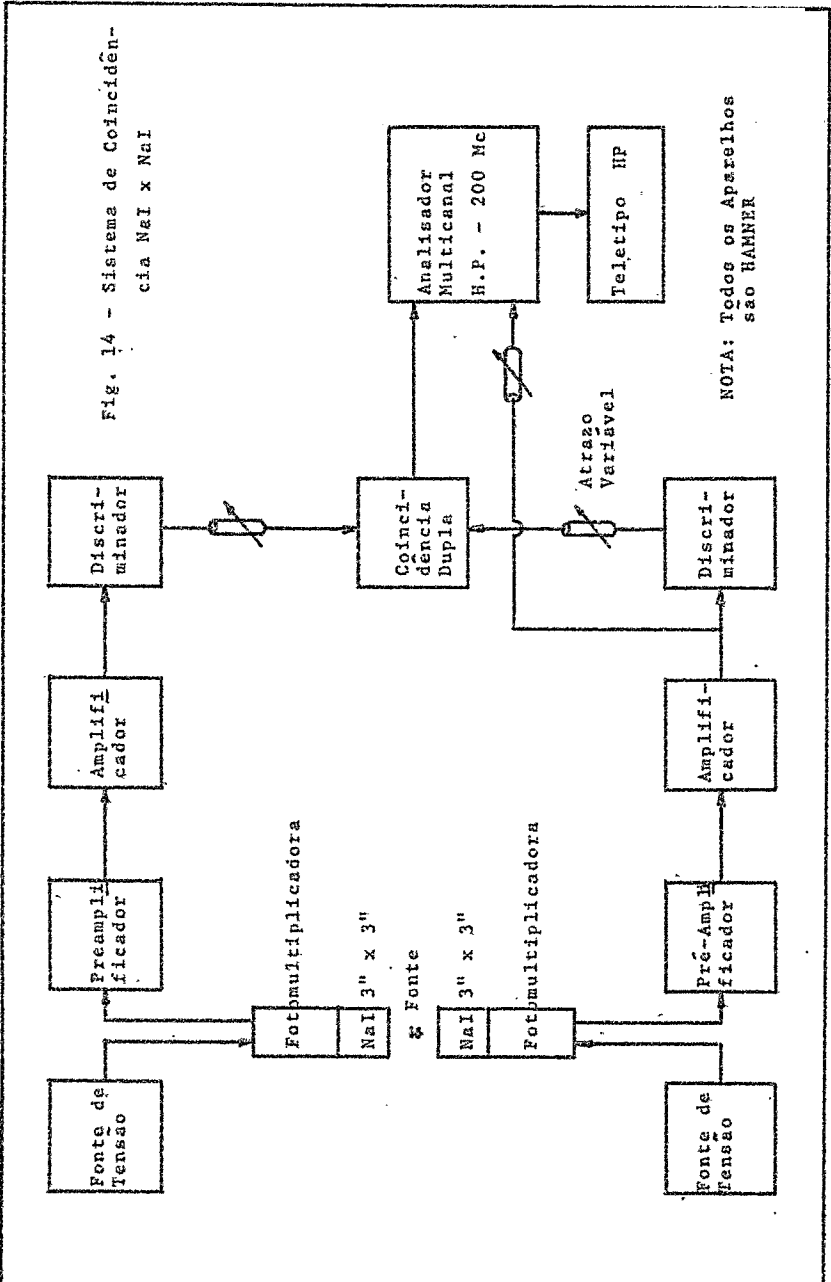 Fig. 14 - Sistema de Coincidên-
cia NaI x NaI
Fonte de
Tensão
Preampli
ficador
Amplifi
cador
Discri-
minador
Fotomultiplicadora
NaI 3" x 3"
Fonte
NaI 3" x 3"
Fotomultiplicadora
Coinci-
dência
Dupla
Analisador
Multicanal
H.P. - 200 Mc
Teletipo HP
Atrazo
Variável
Fonte de
Tensão
Pré-Ampli
ficador
Amplifi-
cador
Discri-
minador
NOTA: Todos os Aparelhos
são HAMNER